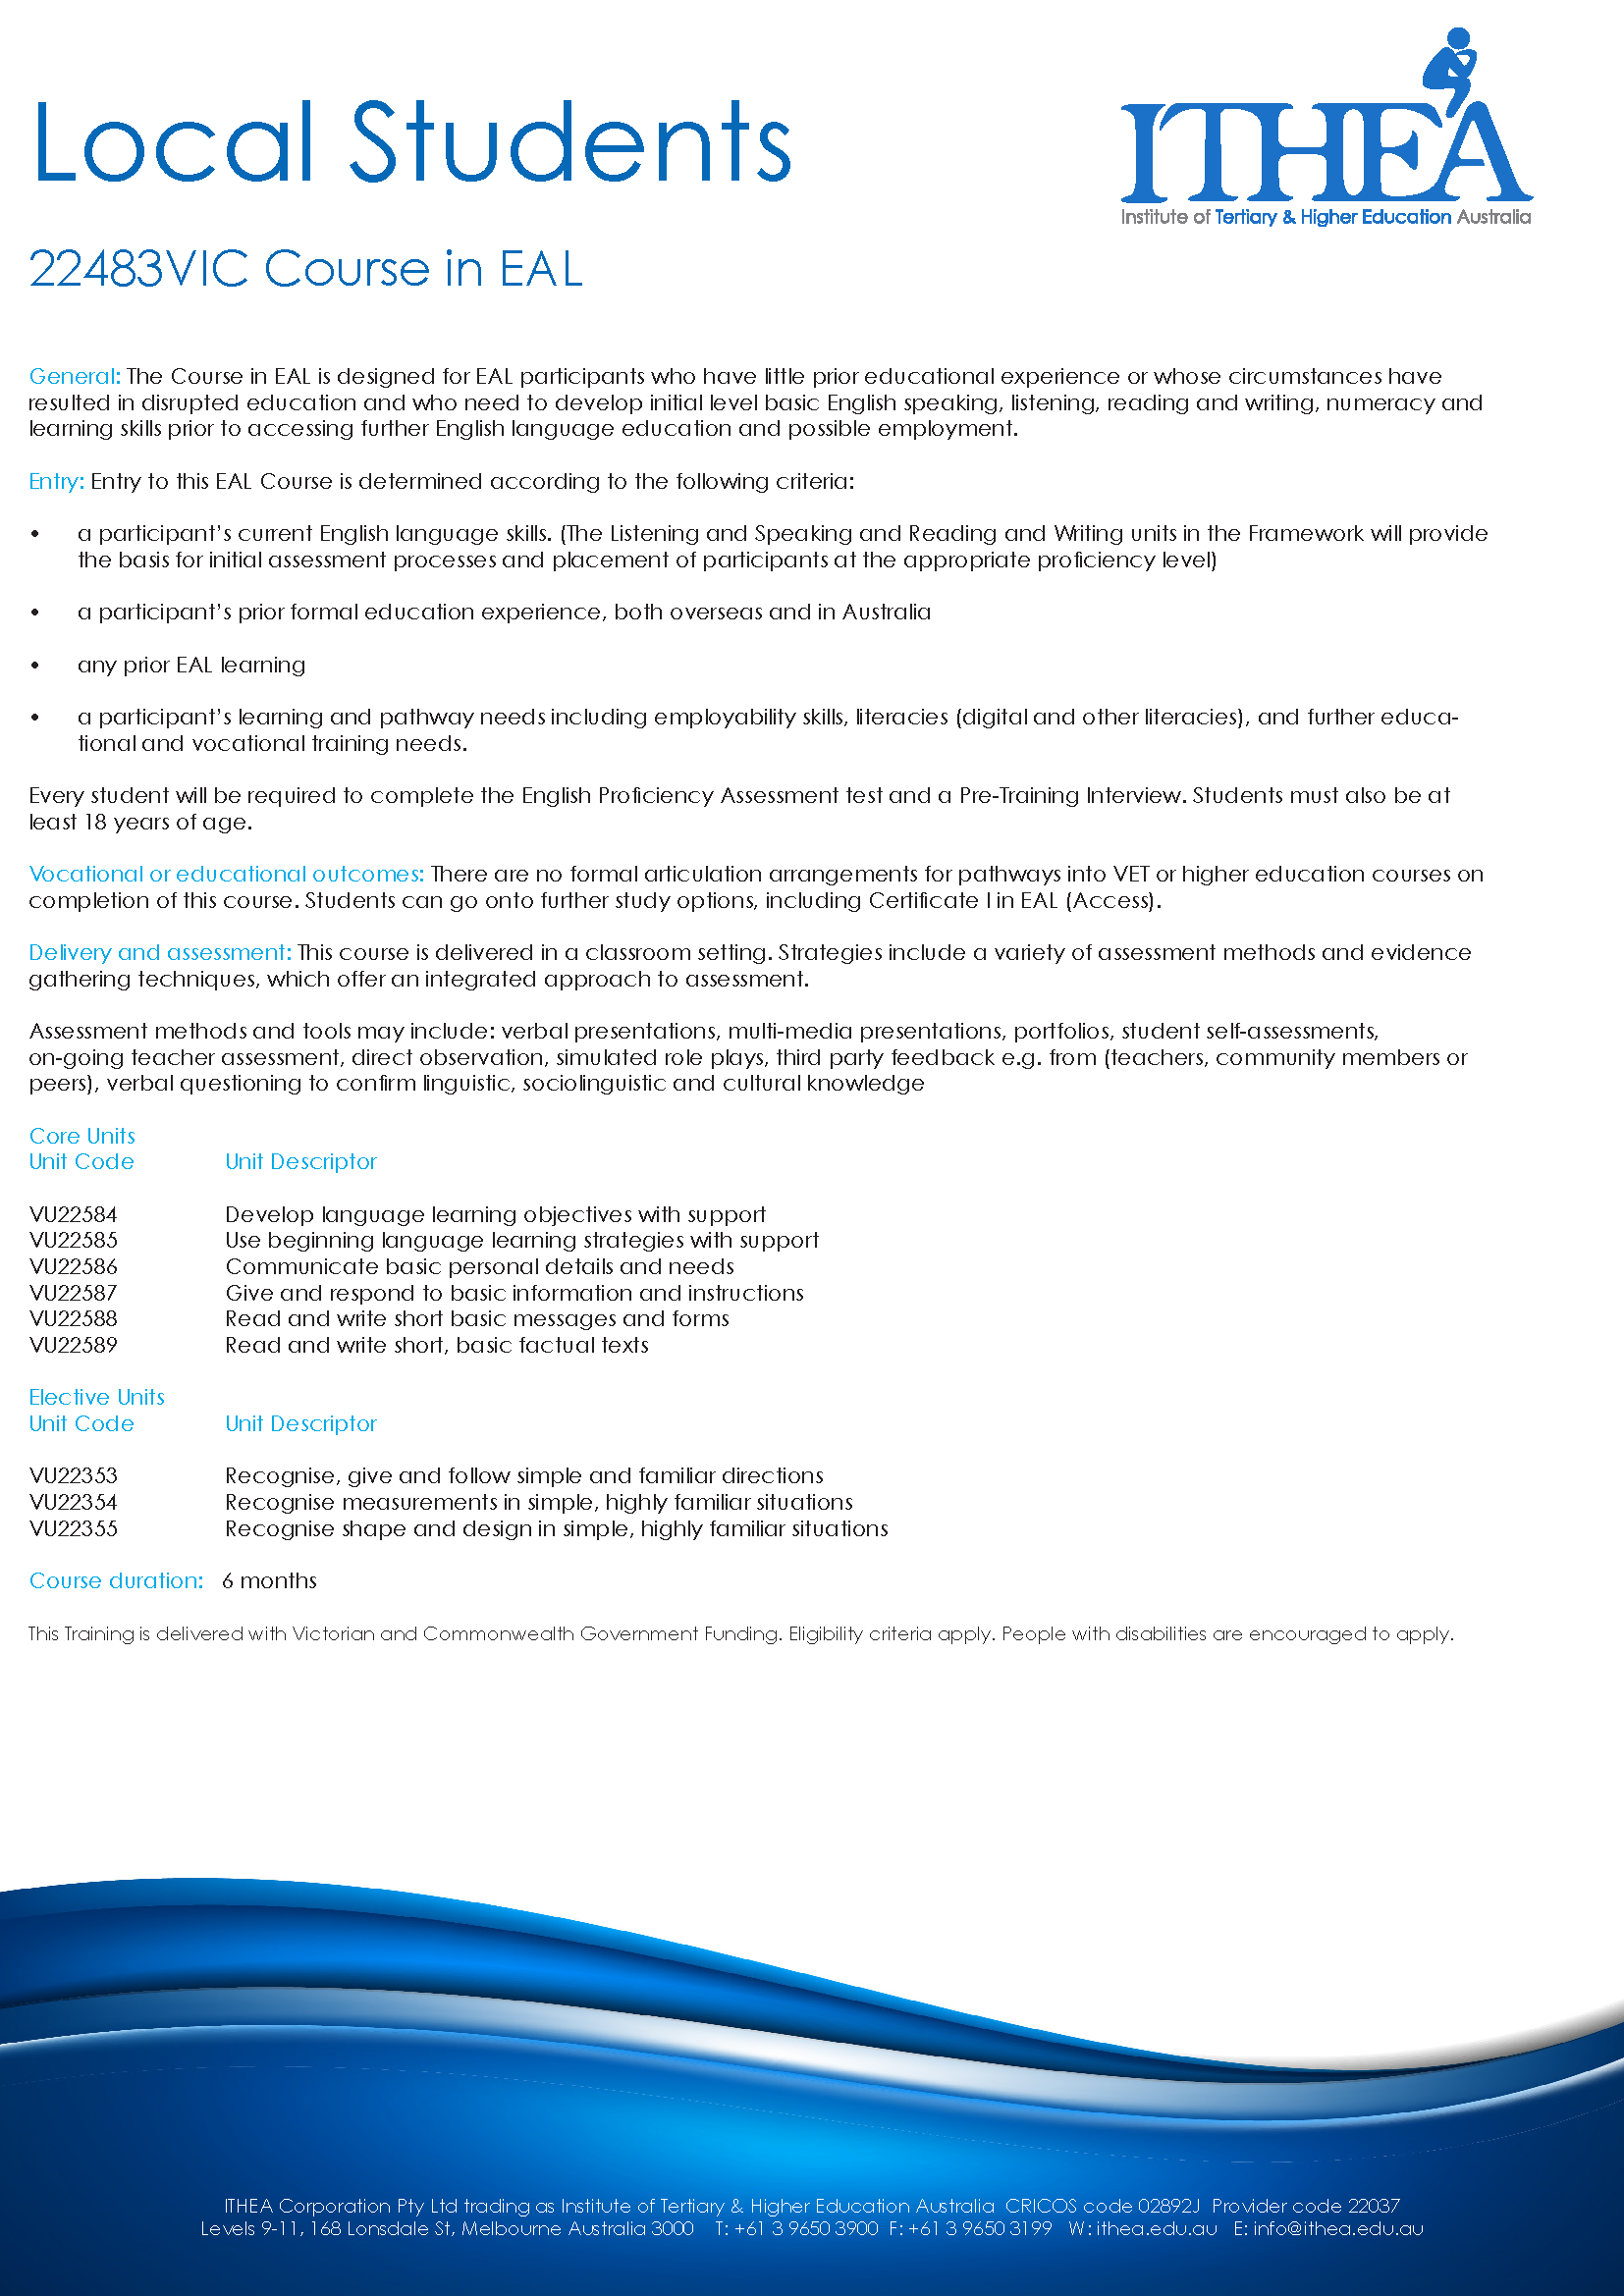 Local Students
ITHEA
Institute of Tertiary & Higher Education Australia
22483VIC Course in EAL
General: The Course in EAL is designed for EAL participants who have little prior educational experience or whose circumstances have
resulted in disrupted education and who need to develop initial level basic English speaking, listening, reading and writing, numeracy and
learning skills prior to accessing further English language education and possible employment.
Entry: Entry to this EAL Course is determined according to the following criteria:
• a participant’s current English language skills. (The Listening and Speaking and Reading and Writing units in the Framework will provide
the basis for initial assessment processes and placement of participants at the appropriate proficiency level)
• a participant’s prior formal education experience, both overseas and in Australia
• any prior EAL learning
• a participant’s learning and pathway needs including employability skills, literacies (digital and other literacies), and further educa-
tional and vocational training needs.
Every student will be required to complete the English Proficiency Assessment test and a Pre-Training Interview. Students must also be at
least 18 years of age.
Vocational or educational outcomes: There are no formal articulation arrangements for pathways into VET or higher education courses on
completion of this course. Students can go onto further study options, including Certificate I in EAL (Access).
Delivery and assessment: This course is delivered in a classroom setting. Strategies include a variety of assessment methods and evidence
gathering techniques, which offer an integrated approach to assessment.
Assessment methods and tools may include: verbal presentations, multi-media presentations, portfolios, student self-assessments,
on-going teacher assessment, direct observation, simulated role plays, third party feedback e.g. from (teachers, community members or
peers), verbal questioning to confirm linguistic, sociolinguistic and cultural knowledge
Core Units
Unit Code Unit Descriptor
VU22584 Develop language learning objectives with support
VU22585 Use beginning language learning strategies with support
VU22586 Communicate basic personal details and needs
VU22587 Give and respond to basic information and instructions
VU22588 Read and write short basic messages and forms
VU22589 Read and write short, basic factual texts
Elective Units
Unit Code Unit Descriptor
VU22353 Recognise, give and follow simple and familiar directions
VU22354 Recognise measurements in simple, highly familiar situations
VU22355 Recognise shape and design in simple, highly familiar situations
Course duration: 6 months
This Training is delivered with Victorian and Commonwealth Government Funding. Eligibility criteria apply. People with disabilities are encouraged to apply.
ITHEA Corporation Pty Ltd trading as Institute of Tertiary & Higher Education Australia CRICOS code 02892J Provider code 22037
Levels 9-11, 168 Lonsdale St, Melbourne Australia 3000 T: +61 3 9650 3900 F: +61 3 9650 3199 W: ithea.edu.au E: info@ithea.edu.au